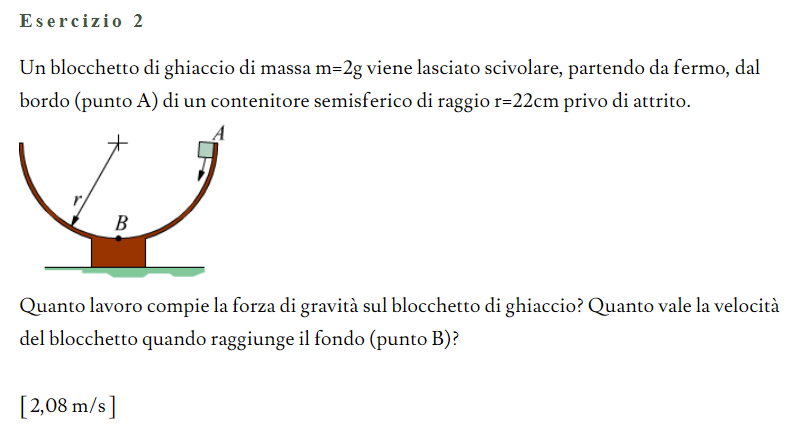 Esercizio 2
Un blocchetto di ghiaccio di massa m=2g viene lasciato scivolare, partendo da fermo, dal
bordo (punto A) di un contenitore semisferico di raggio r=22cm privo di attrito.
A
r
B
Quanto lavoro compie la forza di gravità sul blocchetto di ghiaccio? Quanto vale la velocità
del blocchetto quando raggiunge il fondo (punto B)?
[2,08 m/s]